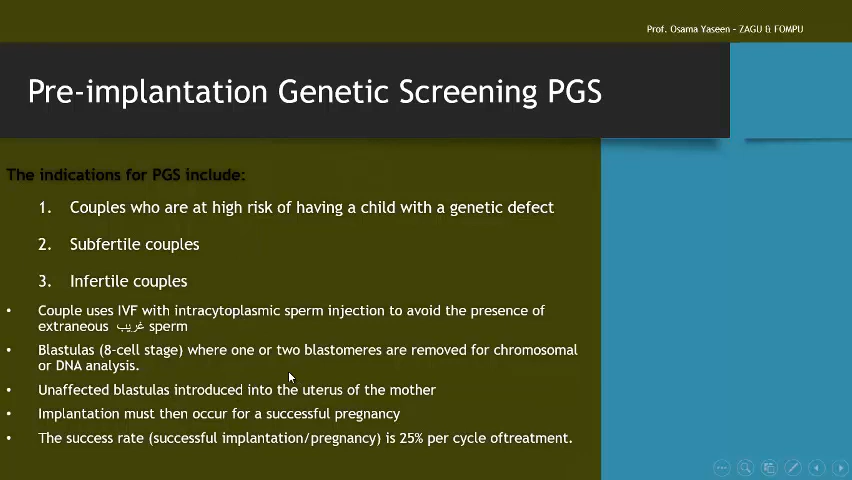 Prof. Osama Yaseen – ZAGU & FOMPU
Pre-implantation Genetic Screening PGS
The indications for PGS include:
1. Couples who are at high risk of having a child with a genetic defect
2. Subfertile couples
3. Infertile couples
• Couple uses IVF with intracytoplasmic sperm injection to avoid the presence of
extraneous غريب sperm
• Blastulas (8-cell stage) where one or two blastomeres are removed for chromosomal
or DNA analysis.
• Unaffected blastulas introduced into the uterus of the mother
• Implantation must then occur for a successful pregnancy
• The success rate (successful implantation/pregnancy) is 25% per cycle oftreatment.